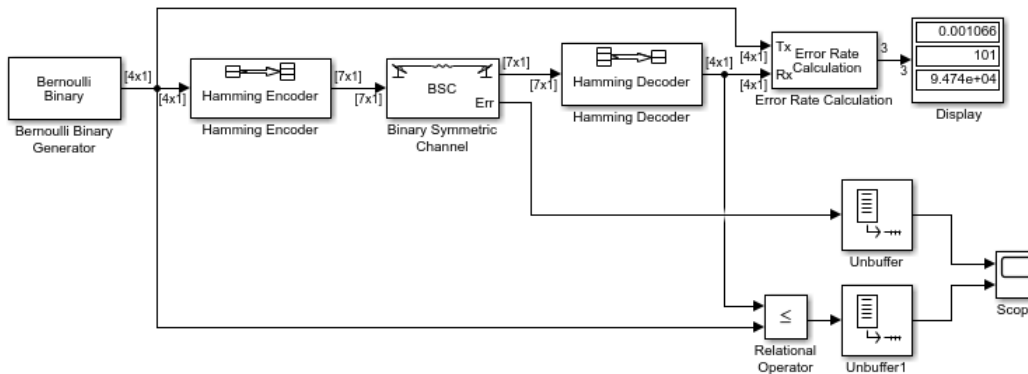 Bernoulli
Binary
Bernoulli Binary
Generator
[4x1]
[4x1]
Hamming Encoder
Hamming Encoder
[7x1]
[7x1]
BSC
Err
Binary Symmetric
Channel
[7x1]
[7x1]
Hamming Decoder
Hamming Decoder
[4x1]
[4x1]
[4x1]
Tx
Rx
Error Rate
Calculation
Error Rate Calculation
3
3
0.001066
101
9.474e+04
Display
Unbuffer
Scop
≤
Relational
Operator
Unbuffer1